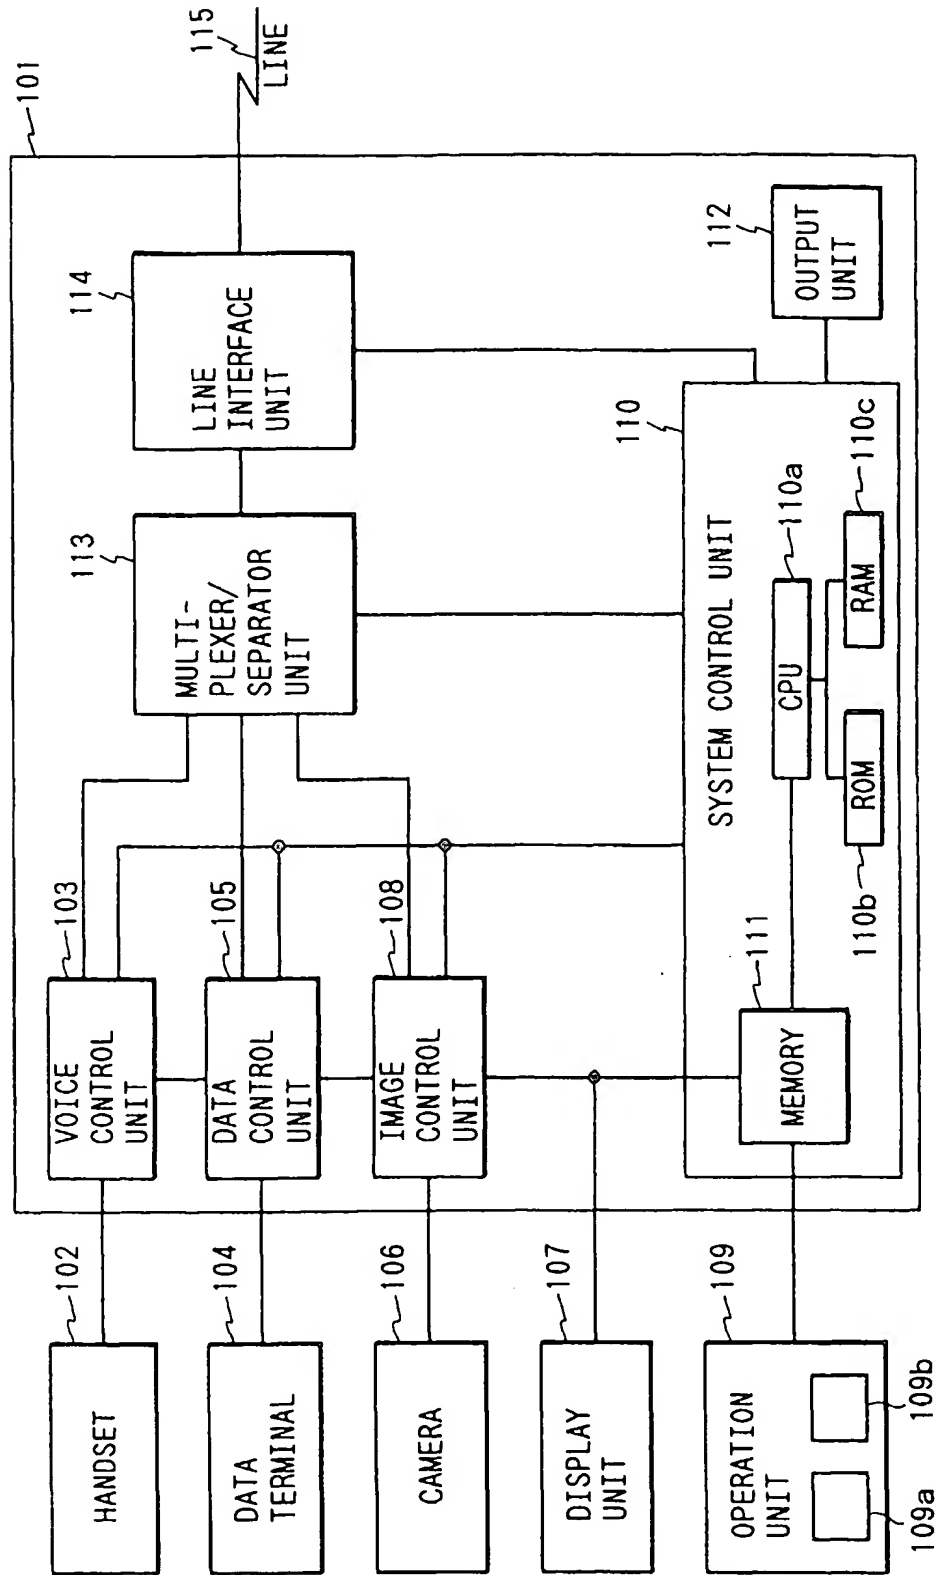 101
115
LINE
102
HANDSET
103
VOICE
CONTROL
UNIT
104
DATA
TERMINAL
105
DATA
CONTROL
UNIT
106
CAMERA
108
IMAGE
CONTROL
UNIT
113
MULTI-
PLEXER/
SEPARATOR
UNIT
114
LINE
INTERFACE
UNIT
107
DISPLAY
UNIT
109
OPERATION
UNIT
109a
109b
110
SYSTEM CONTROL UNIT
111
MEMORY
CPU
110a
ROM
110b
RAM
110c
112
OUTPUT
UNIT